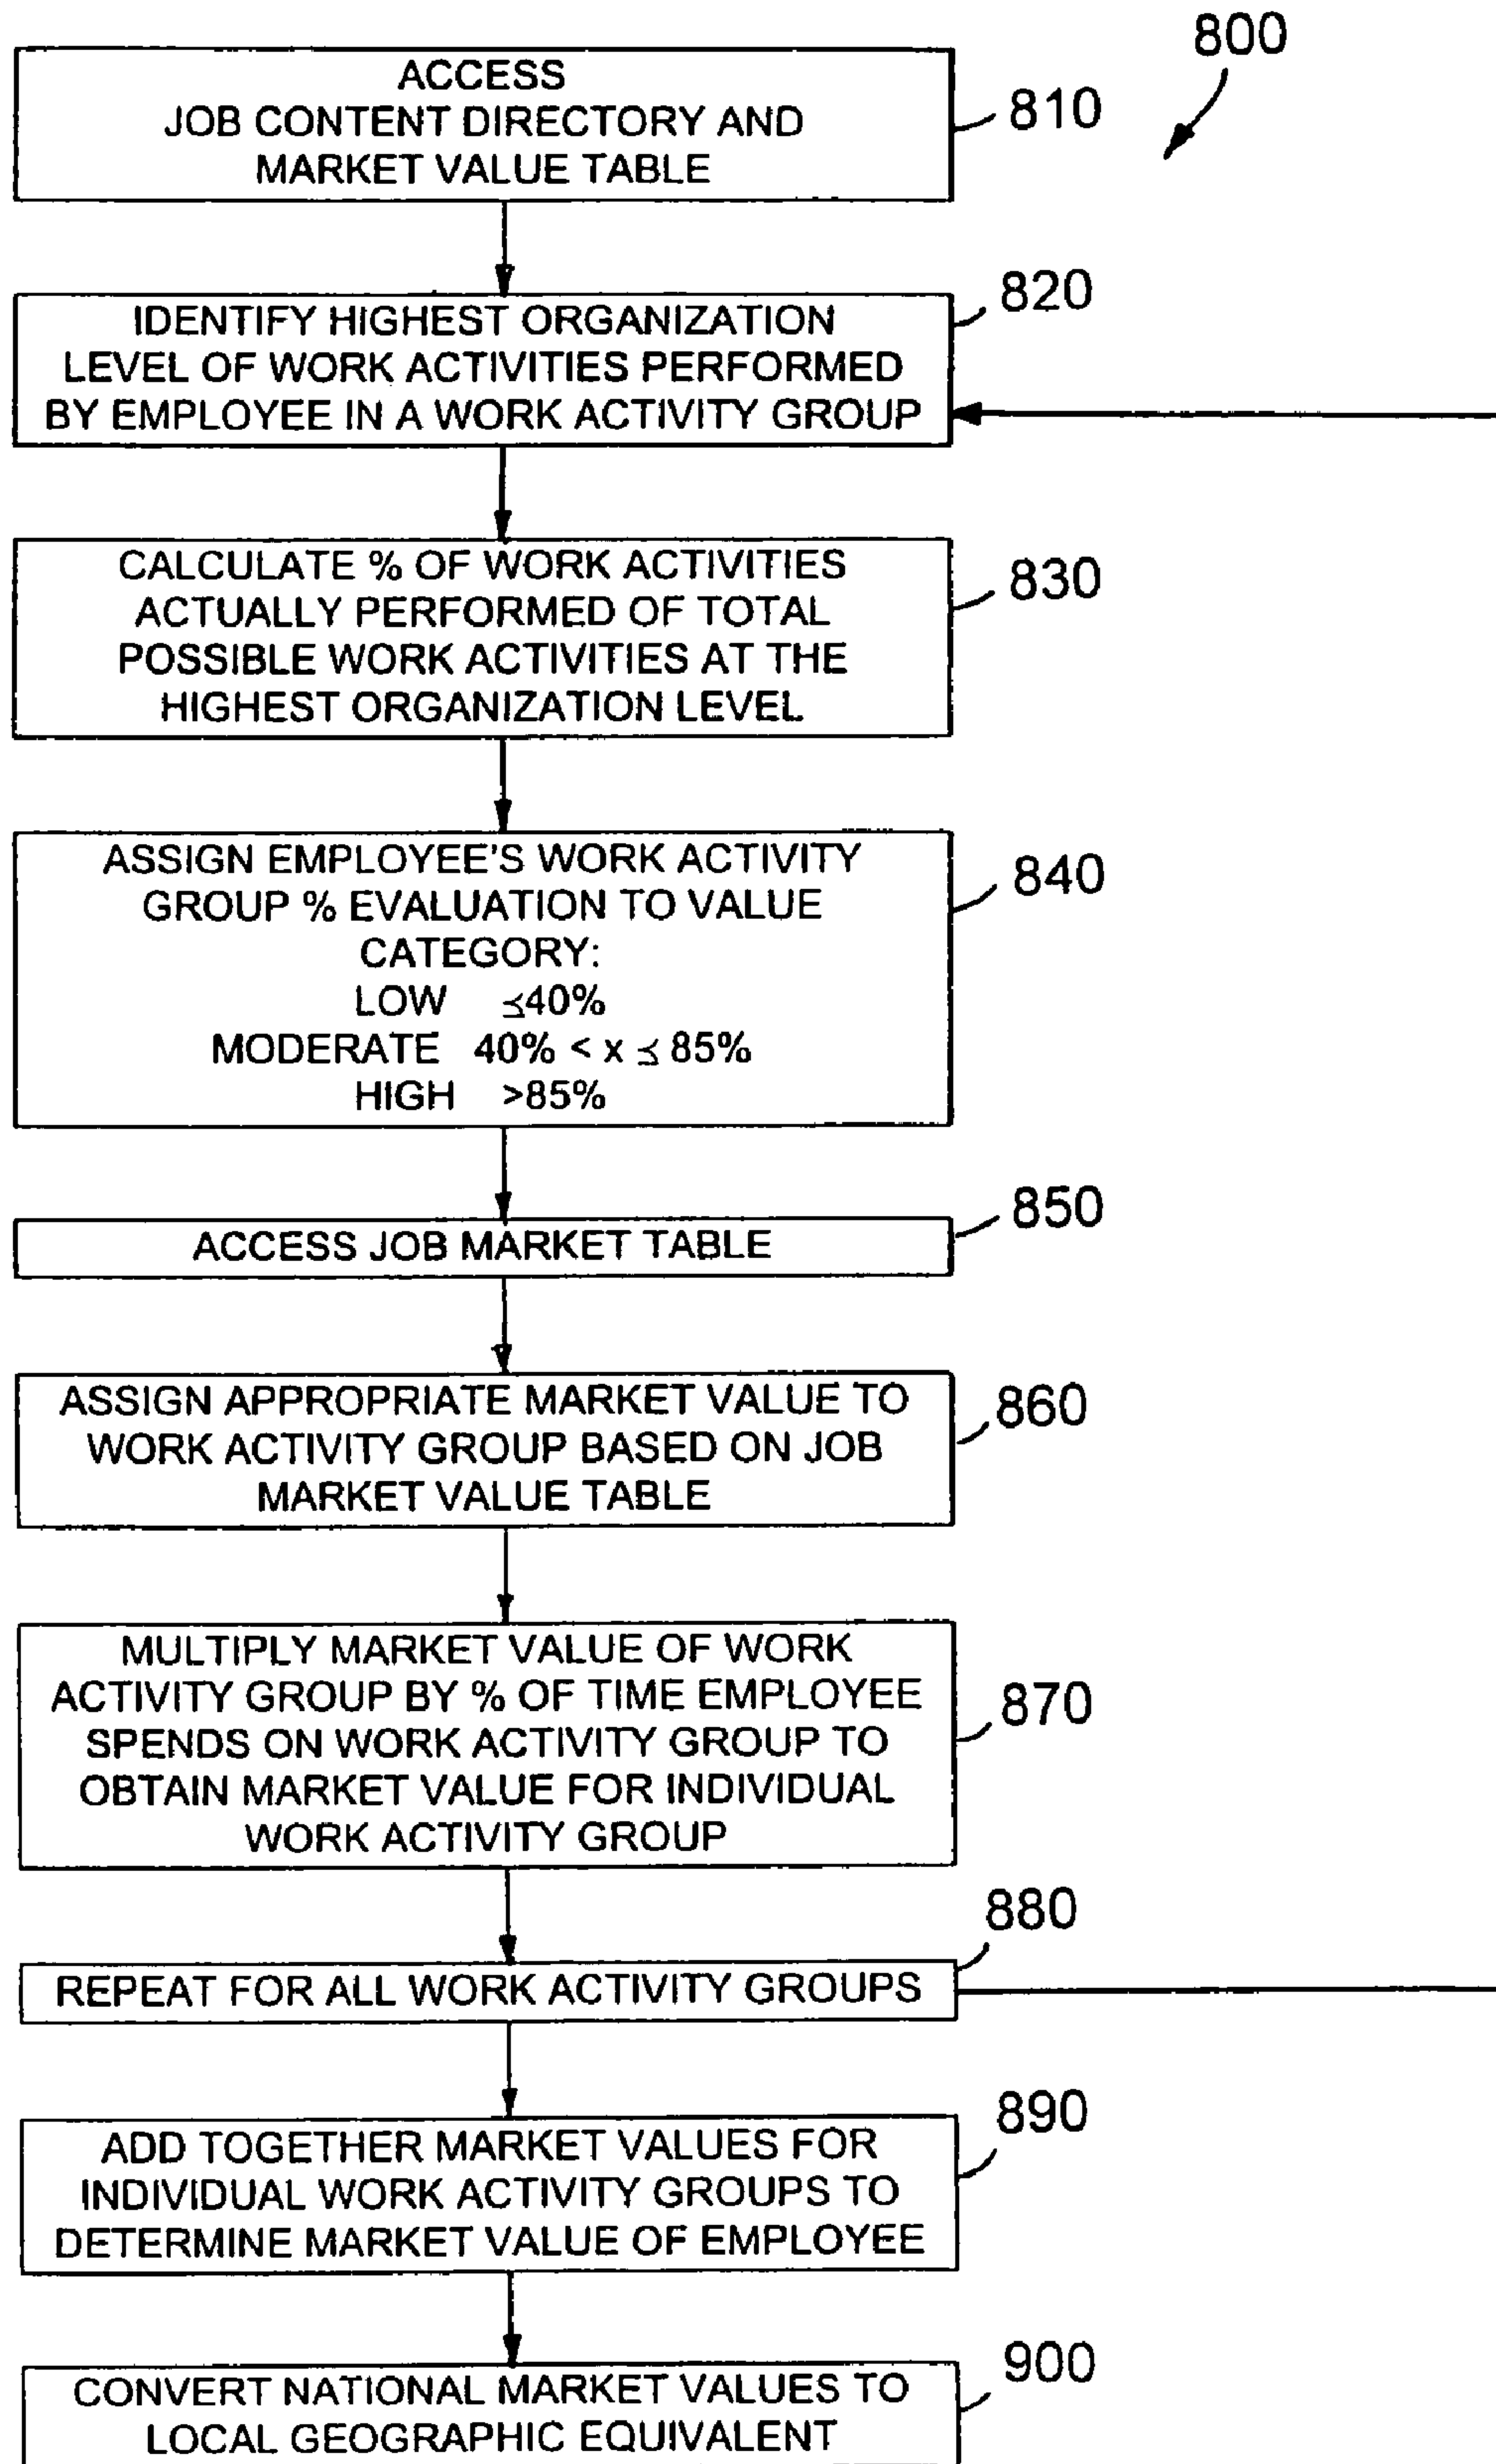 800
ACCESS
JOB CONTENT DIRECTORY AND
MARKET VALUE TABLE
810
IDENTIFY HIGHEST ORGANIZATION
LEVEL OF WORK ACTIVITIES PERFORMED
BY EMPLOYEE IN A WORK ACTIVITY GROUP
820
CALCULATE % OF WORK ACTIVITIES
ACTUALLY PERFORMED OF TOTAL
POSSIBLE WORK ACTIVITIES AT THE
HIGHEST ORGANIZATION LEVEL
830
ASSIGN EMPLOYEE'S WORK ACTIVITY
GROUP % EVALUATION TO VALUE
CATEGORY:
LOW ≤40%
MODERATE 40% < x ≤ 85%
HIGH >85%
840
ACCESS JOB MARKET TABLE
850
ASSIGN APPROPRIATE MARKET VALUE TO
WORK ACTIVITY GROUP BASED ON JOB
MARKET VALUE TABLE
860
MULTIPLY MARKET VALUE OF WORK
ACTIVITY GROUP BY % OF TIME EMPLOYEE
SPENDS ON WORK ACTIVITY GROUP TO
OBTAIN MARKET VALUE FOR INDIVIDUAL
WORK ACTIVITY GROUP
870
REPEAT FOR ALL WORK ACTIVITY GROUPS
880
ADD TOGETHER MARKET VALUES FOR
INDIVIDUAL WORK ACTIVITY GROUPS TO
DETERMINE MARKET VALUE OF EMPLOYEE
890
CONVERT NATIONAL MARKET VALUES TO
LOCAL GEOGRAPHIC EQUIVALENT
900